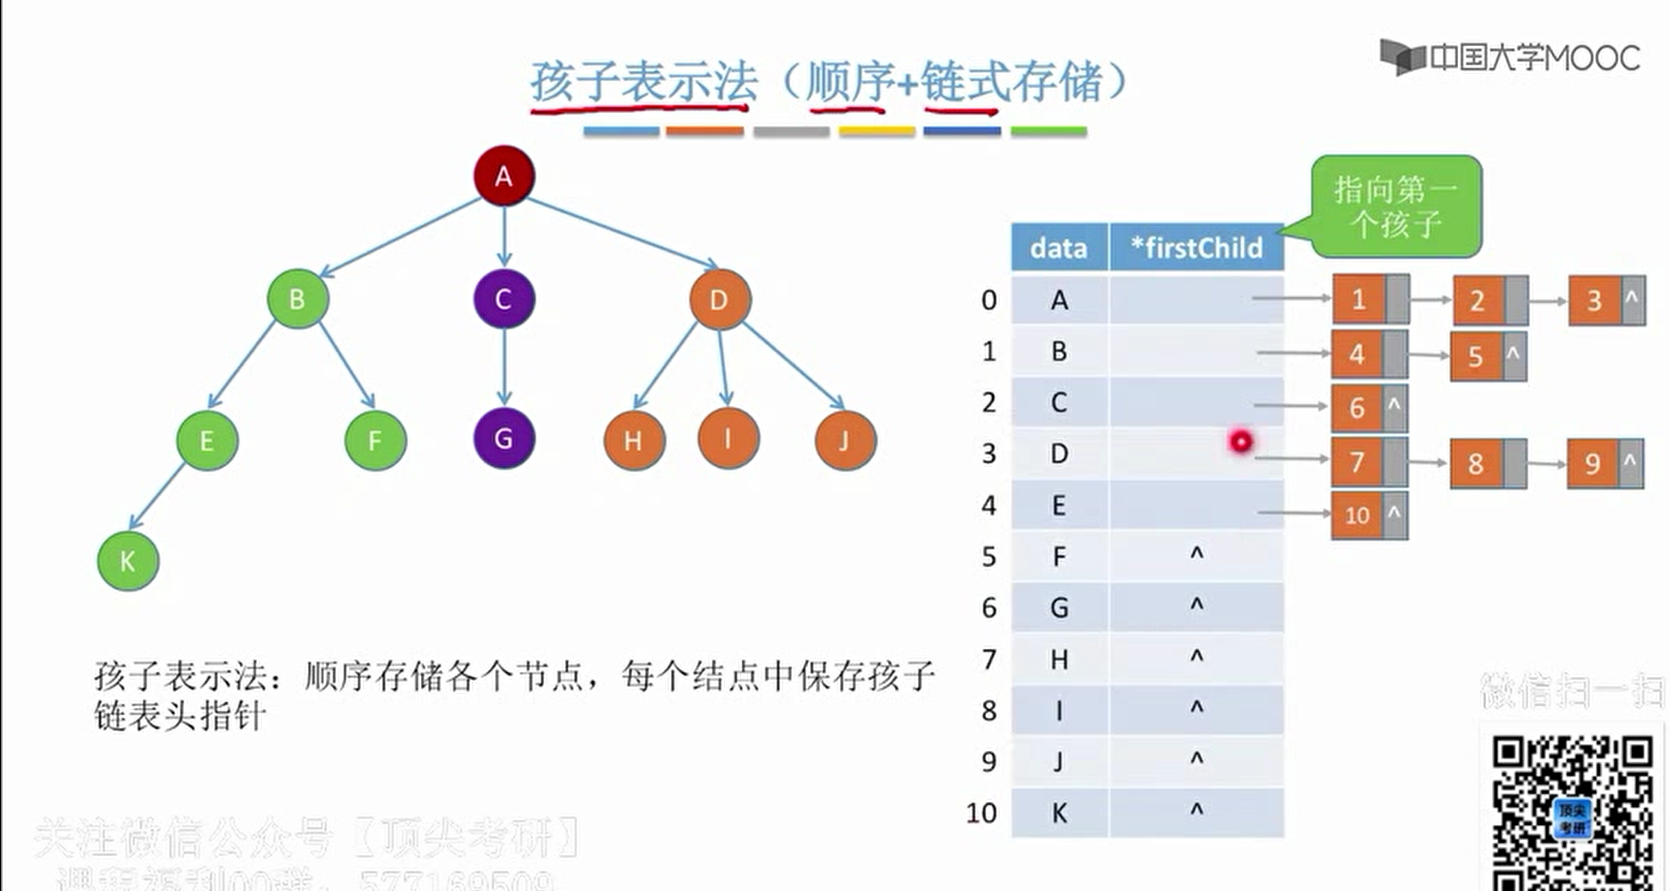 中国大学MOOC
孩子表示法（顺序+链式存储）
A
B
C
D
E
F
G
H
I
J
K
指向第一
个孩子
data *firstChild
0 A 1 2 3 ^
1 B 4 5 ^
2 C 6 ^
3 D 7 8 9 ^
4 E 10 ^
5 F ^
6 G ^
7 H ^
8 I ^
9 J ^
10 K ^
孩子表示法：顺序存储各个节点，每个结点中保存孩子
链表头指针
微信扫一扫
顶尖
考研
关注微信公众号【顶尖考研】